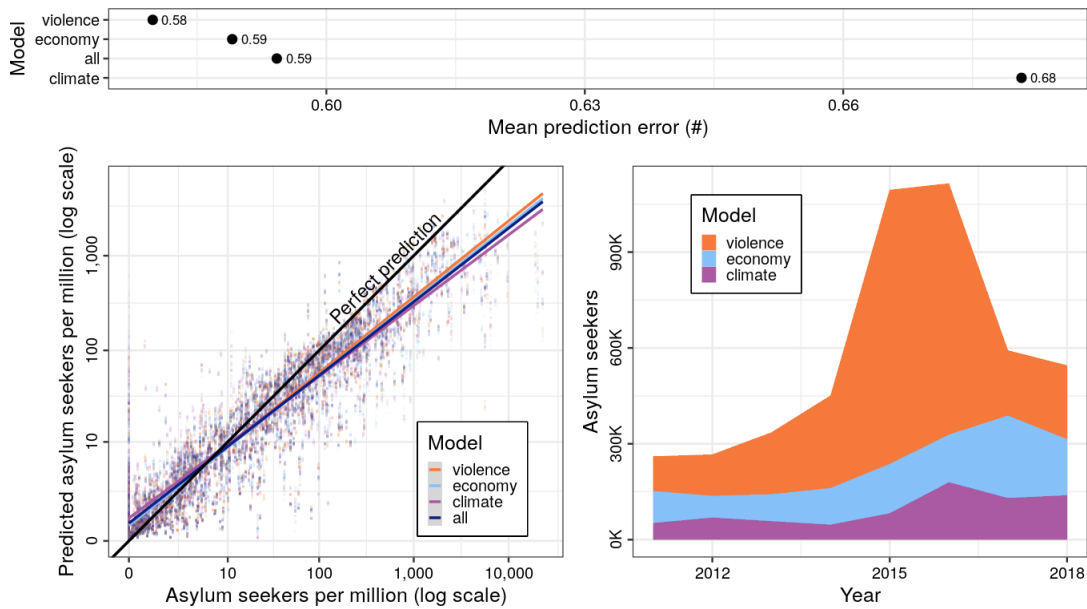 Model
violence
economy
all
climate
0.58
0.59
0.59
0.68
0.60
0.63
0.66
Mean prediction error (#)
Predicted asylum seekers per million (log scale)
1,000
100
10
0
Perfect prediction
Model
violence
economy
climate
all
0
10
100
1,000
10,000
Asylum seekers per million (log scale)
Asylum seekers
900K
600K
300K
0K
Model
violence
economy
climate
2012
2015
2018
Year